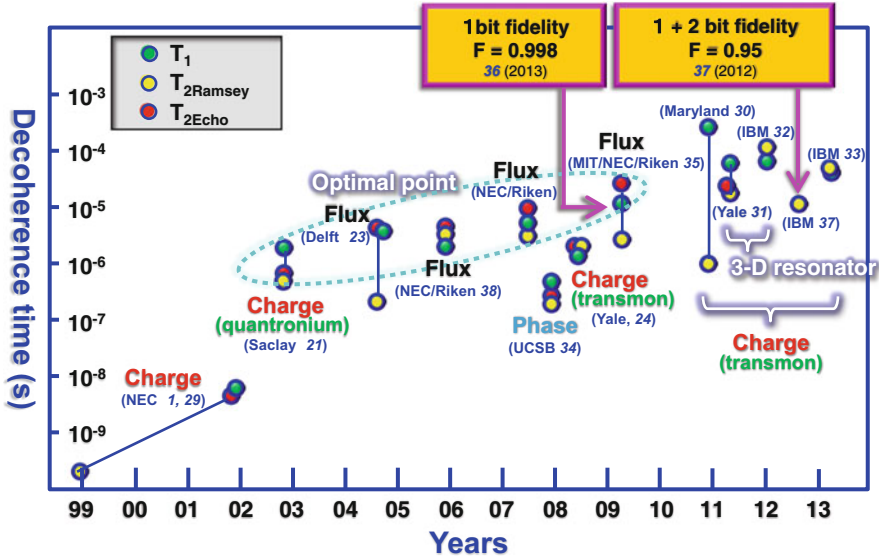 1bit fidelity
F = 0.998
36 (2013)
1 + 2 bit fidelity
F = 0.95
37 (2012)
T1
T2Ramsey
T2Echo
Decoherence time (s)
10-3
10-4
10-5
10-6
10-7
10-8
10-9
(Maryland 30)
(IBM 32)
(IBM 33)
Flux
(MIT/NEC/Riken 35)
Flux
(NEC/Riken)
Optimal point
Flux
(Delft 23)
(Yale 31)
(IBM 37)
3-D resonator
Flux
(NEC/Riken 38)
Charge
(transmon)
(Yale, 24)
Charge
(quantronium)
(Saclay 21)
Phase
(UCSB 34)
Charge
(transmon)
Charge
(NEC 1, 29)
99 00 01 02 03 04 05 06 07 08 09 10 11 12 13
Years